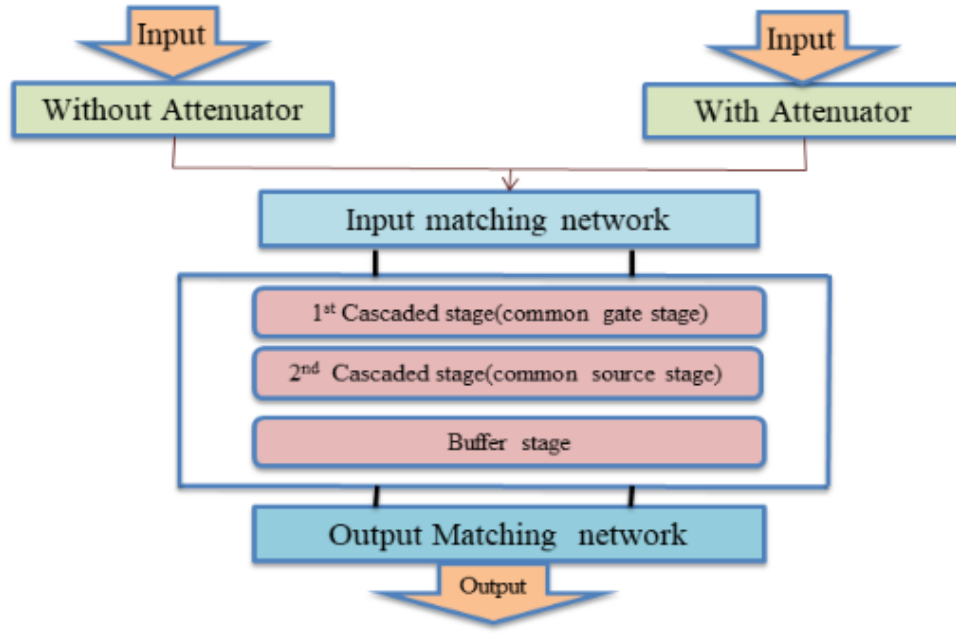 Input
Input
Without Attenuator
With Attenuator
Input matching network
1st Cascaded stage(common gate stage)
2nd Cascaded stage(common source stage)
Buffer stage
Output Matching network
Output